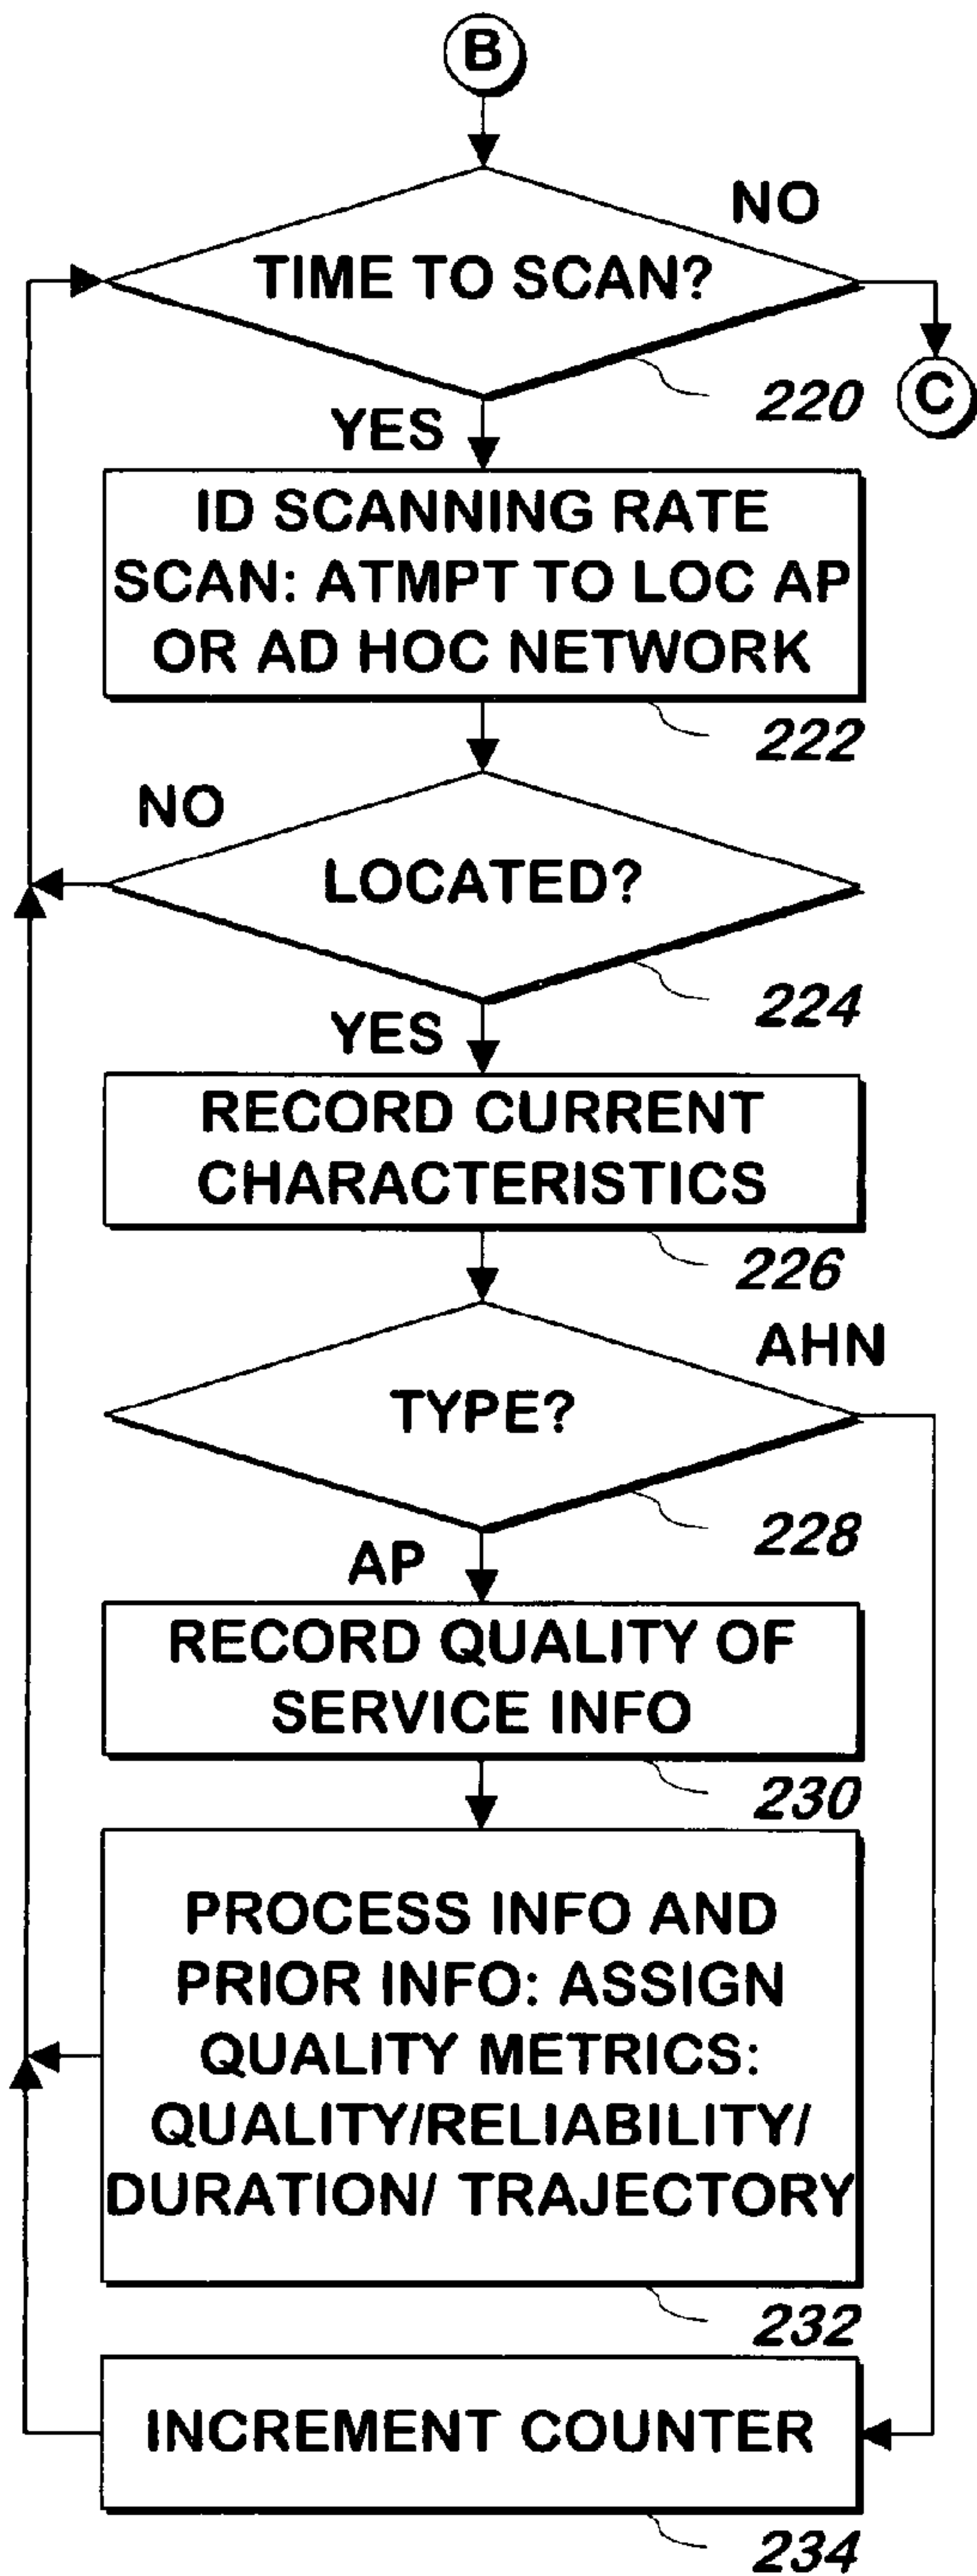 B
NO
TIME TO SCAN?
220
C
YES
ID SCANNING RATE
SCAN: ATMPT TO LOC AP
OR AD HOC NETWORK
222
NO
LOCATED?
224
YES
RECORD CURRENT
CHARACTERISTICS
226
AHN
TYPE?
228
AP
RECORD QUALITY OF
SERVICE INFO
230
PROCESS INFO AND
PRIOR INFO: ASSIGN
QUALITY METRICS:
QUALITY/RELIABILITY/
DURATION/ TRAJECTORY
232
INCREMENT COUNTER
234